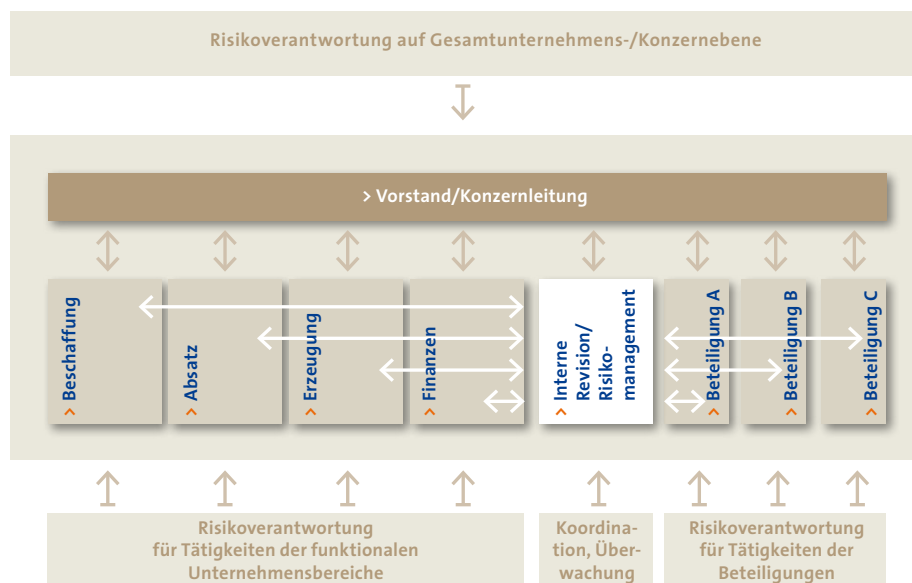 Risikoverantwortung auf Gesamtunternehmens-/Konzernebene
> Vorstand/Konzernleitung
> Beschaffung
> Absatz
> Erzeugung
> Finanzen
> Interne
Revision/
Risiko-
management
> Beteiligung A
> Beteiligung B
> Beteiligung C
Risikoverantwortung
für Tätigkeiten der funktionalen
Unternehmensbereiche
Koordina-
tion, Über-
wachung
Risikoverantwortung
für Tätigkeiten der
Beteiligungen